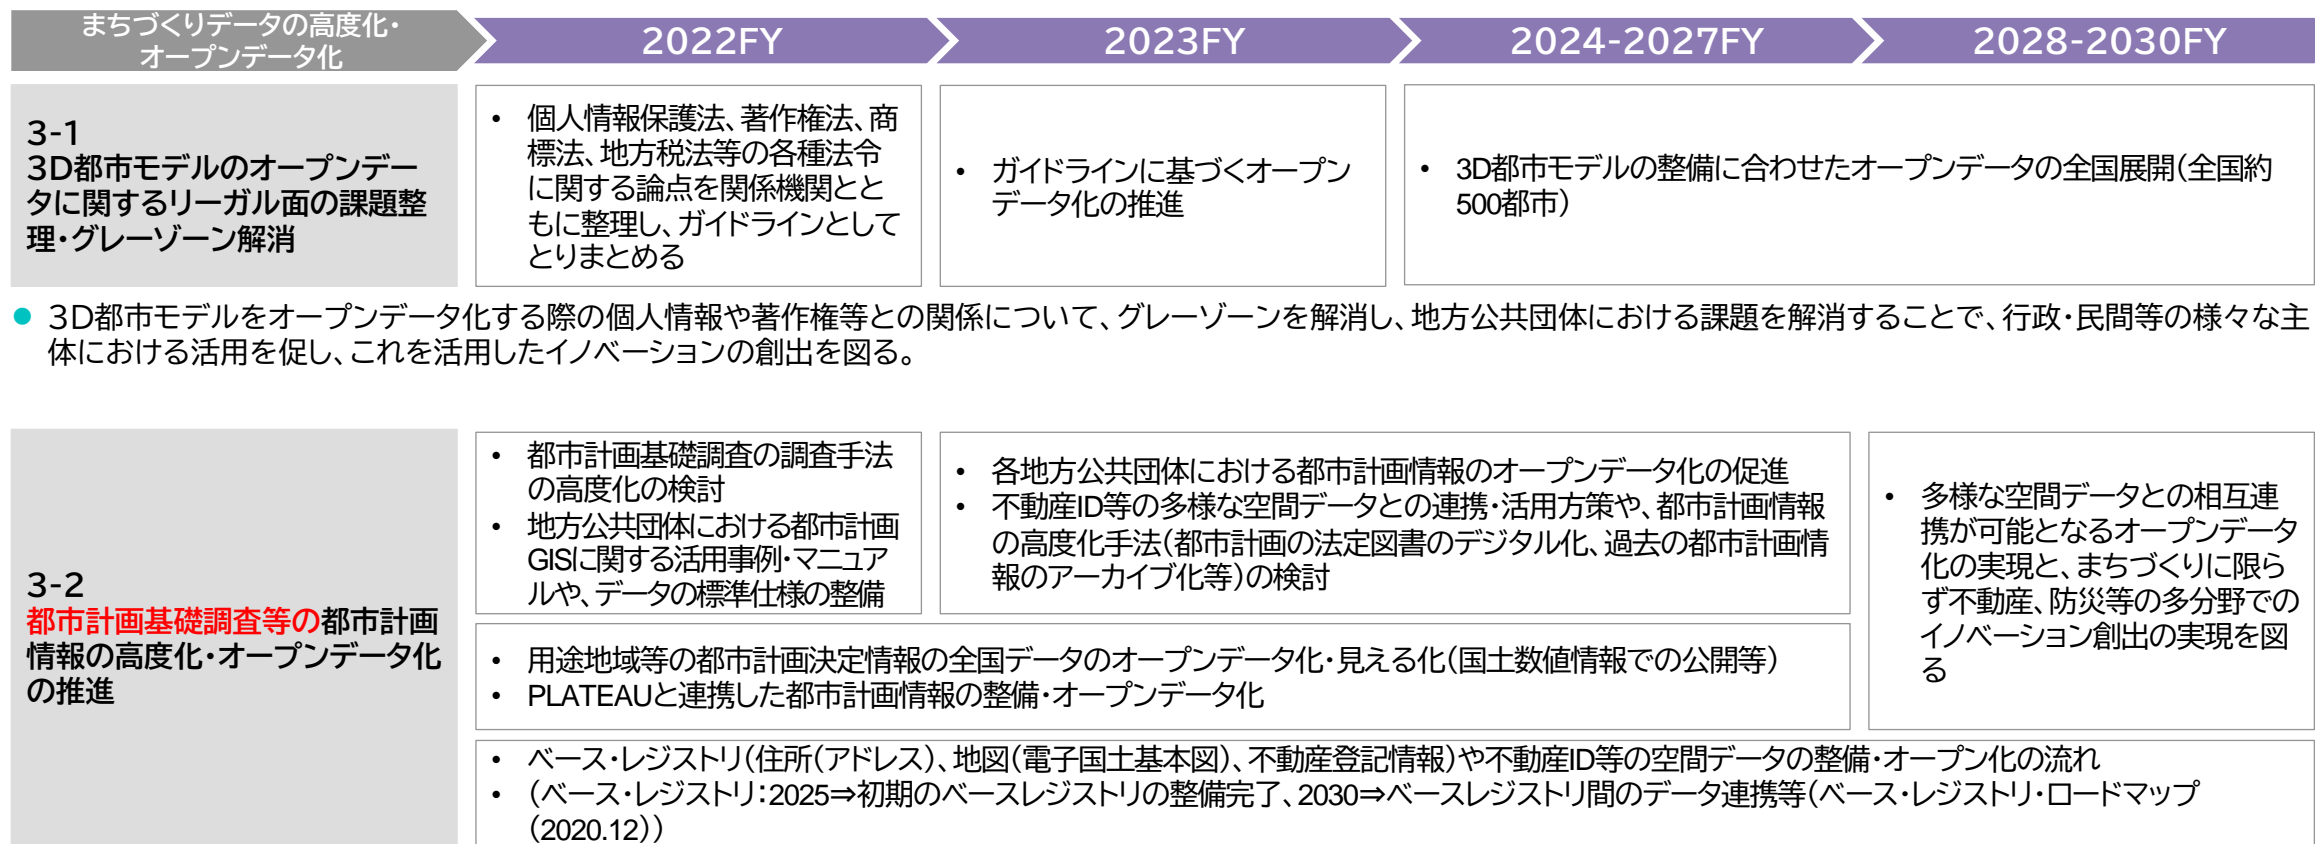 まちづくりデータの高度化・
オープンデータ化
2022FY
2023FY
2024-2027FY
2028-2030FY
3-1
3D都市モデルのオープンデー
タに関するリーガル面の課題整
理・グレーゾーン解消
• 個人情報保護法、著作権法、商
標法、地方税法等の各種法令
に関する論点を関係機関とと
もに整理し、ガイドラインとして
とりまとめる
• ガイドラインに基づくオープン
データ化の推進
• 3D都市モデルの整備に合わせたオープンデータの全国展開(全国約
500都市)
● 3D都市モデルをオープンデータ化する際の個人情報や著作権等との関係について、グレーゾーンを解消し、地方公共団体における課題を解消することで、行政・民間等の様々な主
体における活用を促し、これを活用したイノベーションの創出を図る。
3-2
都市計画基礎調査等の都市計画
情報の高度化・オープンデータ化
の推進
• 都市計画基礎調査の調査手法
の高度化の検討
• 地方公共団体における都市計画
GISに関する活用事例・マニュア
ルや、データの標準仕様の整備
• 各地方公共団体における都市計画情報のオープンデータ化の促進
• 不動産ID等の多様な空間データとの連携・活用方策や、都市計画情報
の高度化手法(都市計画の法定図書のデジタル化、過去の都市計画情
報のアーカイブ化等)の検討
• 多様な空間データとの相互連
携が可能となるオープンデータ
化の実現と、まちづくりに限ら
ず不動産、防災等の多分野での
イノベーション創出の実現を図
る
• 用途地域等の都市計画決定情報の全国データのオープンデータ化・見える化(国土数値情報での公開等)
• PLATEAUと連携した都市計画情報の整備・オープンデータ化
• ベース・レジストリ(住所(アドレス)、地図(電子国土基本図)、不動産登記情報)や不動産ID等の空間データの整備・オープン化の流れ
• (ベース・レジストリ：2025⇒初期のベースレジストリの整備完了、2030⇒ベースレジストリ間のデータ連携等(ベース・レジストリ・ロードマップ
(2020.12))